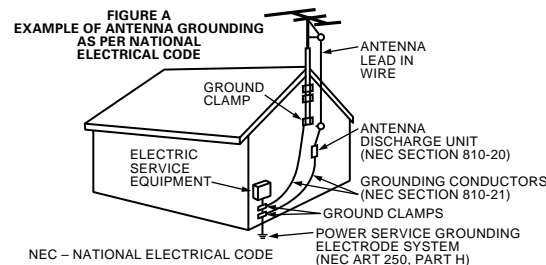 FIGURE A
EXAMPLE OF ANTENNA GROUNDING
AS PER NATIONAL
ELECTRICAL CODE
ANTENNA
LEAD IN
WIRE
GROUND
CLAMP
ANTENNA
DISCHARGE UNIT
(NEC SECTION 810-20)
ELECTRIC
SERVICE
EQUIPMENT
GROUNDING CONDUCTORS
(NEC SECTION 810-21)
GROUND CLAMPS
POWER SERVICE GROUNDING
ELECTRODE SYSTEM
(NEC ART 250, PART H)
NEC – NATIONAL ELECTRICAL CODE